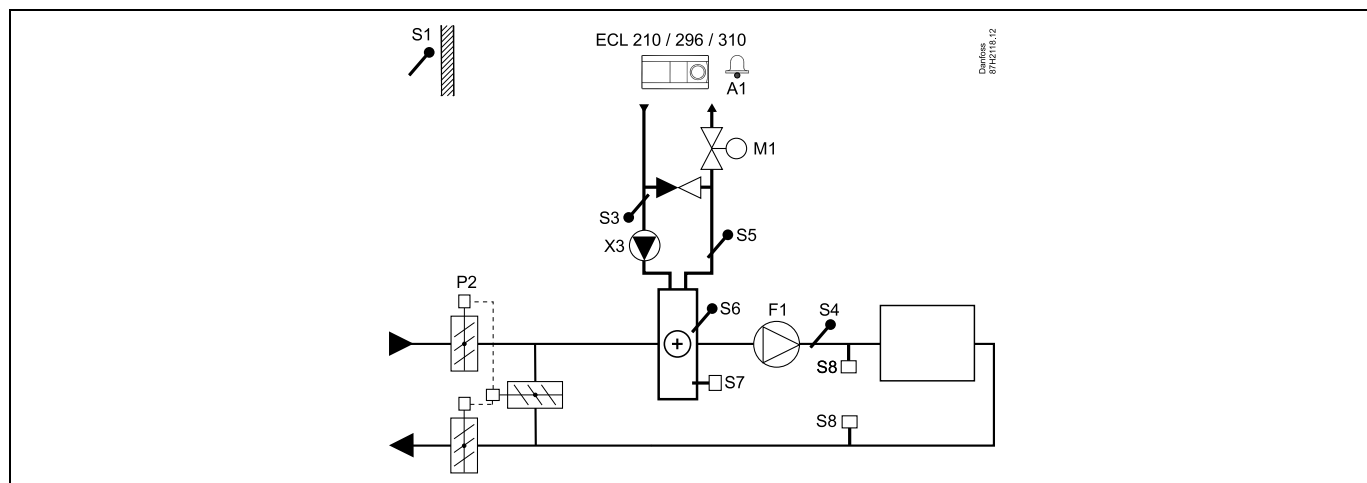 S1
ECL 210 / 296 / 310
Danfoss
87H2118.12
A1
M1
S3
S5
X3
P2
S6
F1
S4
S8
S7
S8